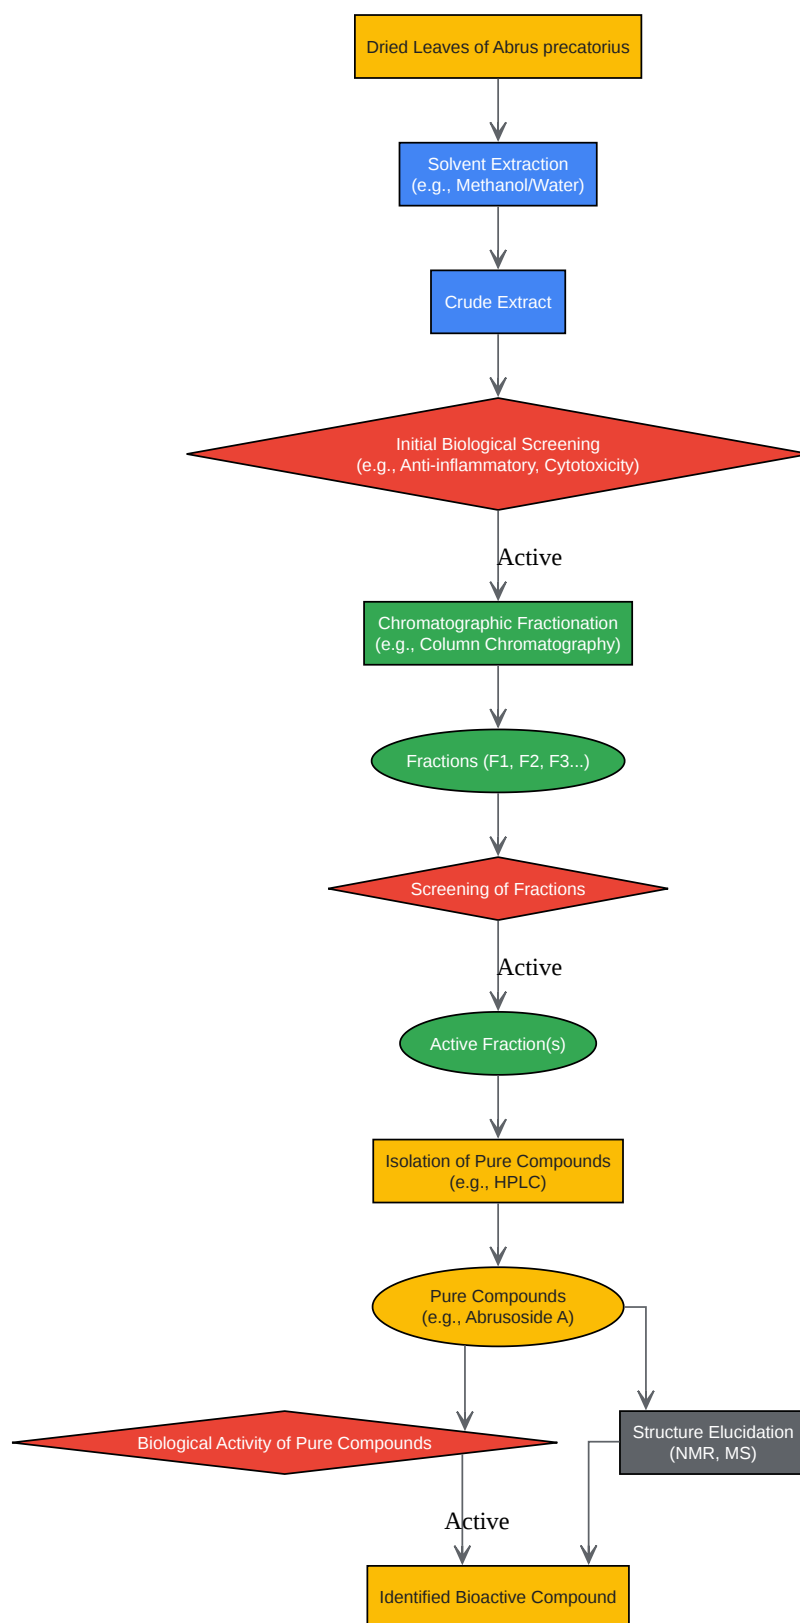 Dried Leaves of Abrus precatorius
Solvent Extraction
(e.g., Methanol/Water)
Crude Extract
Initial Biological Screening
(e.g., Anti-inflammatory, Cytotoxicity)
Active
Chromatographic Fractionation
(e.g., Column Chromatography)
Fractions (F1, F2, F3...)
Screening of Fractions
Active
Active Fraction(s)
Isolation of Pure Compounds
(e.g., HPLC)
Pure Compounds
(e.g., Abrusoside A)
Biological Activity of Pure Compounds
Structure Elucidation
(NMR, MS)
Active
Identified Bioactive Compound